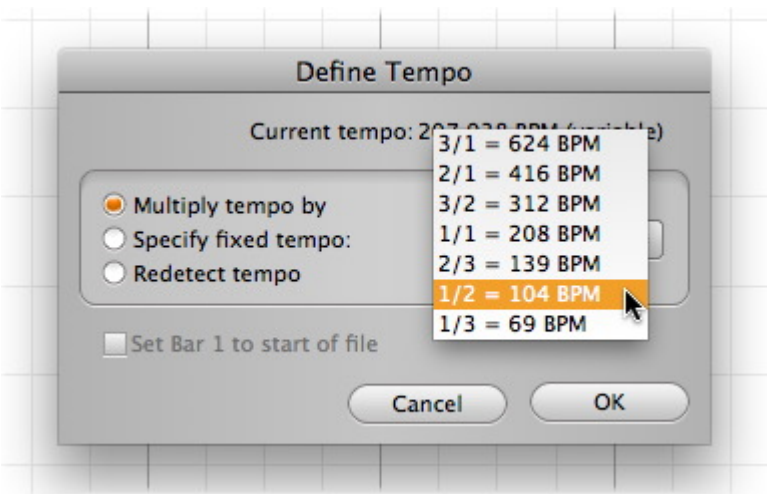 Define Tempo
Current tempo: BPM (variable)
3/1 = 624 BPM
2/1 = 416 BPM
3/2 = 312 BPM
1/1 = 208 BPM
2/3 = 139 BPM
1/2 = 104 BPM
1/3 = 69 BPM
Multiply tempo by
Specify fixed tempo:
Redetect tempo
Set Bar 1 to start of file
Cancel
OK